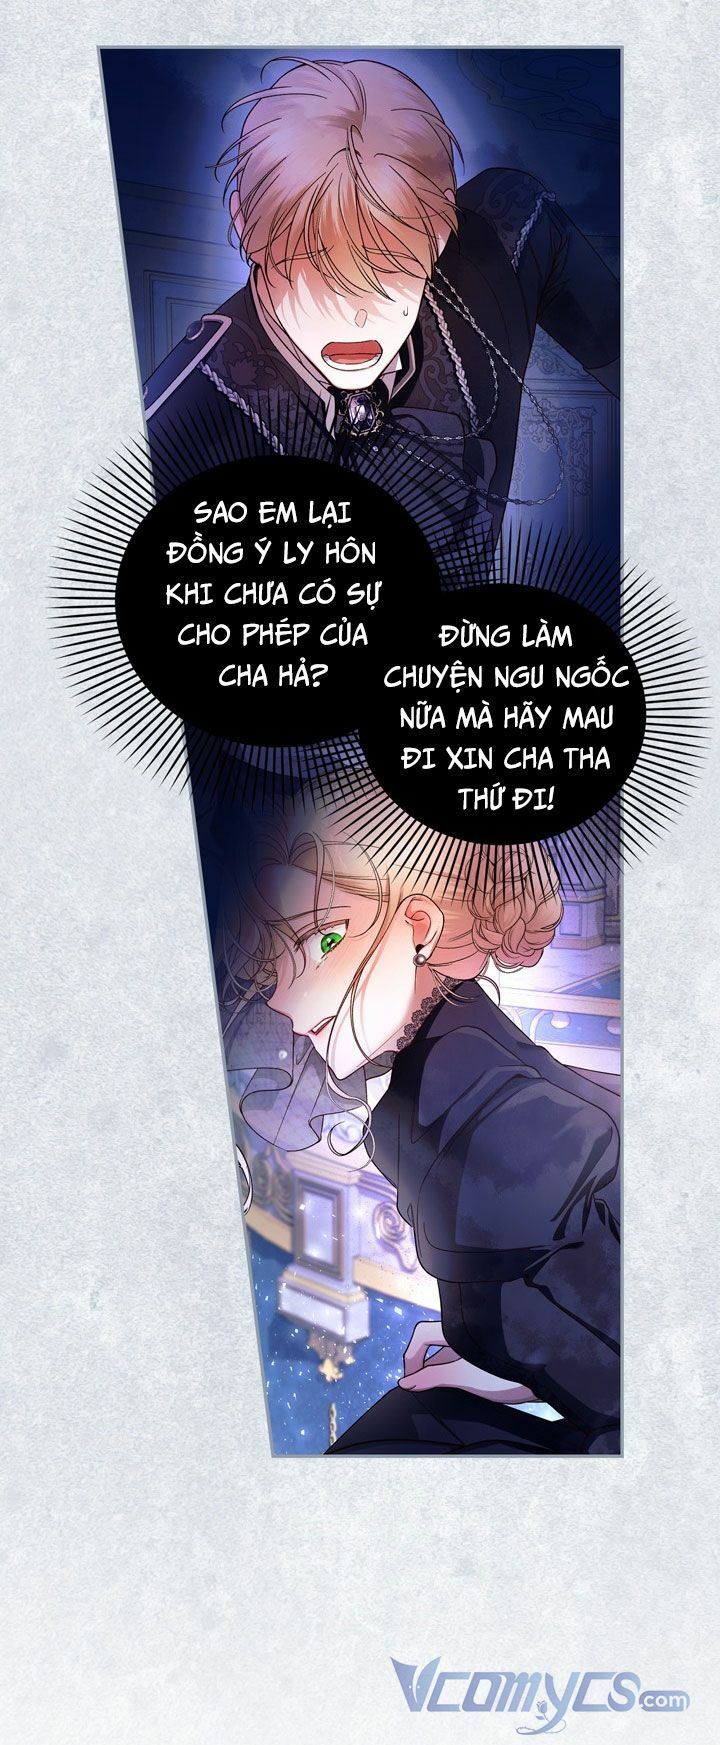 SAO EM LẠI
ĐỒNG Ý LY HÔN
KHI CHƯA CÓ SỰ
CHO PHÉP CỦA
CHA HẢ?
ĐỪNG LÀM
CHUYỆN NGU NGỐC
NỮA MÀ HÃY MAU
ĐI XIN CHA THA
THỨ ĐI!
VCOMYCS.com